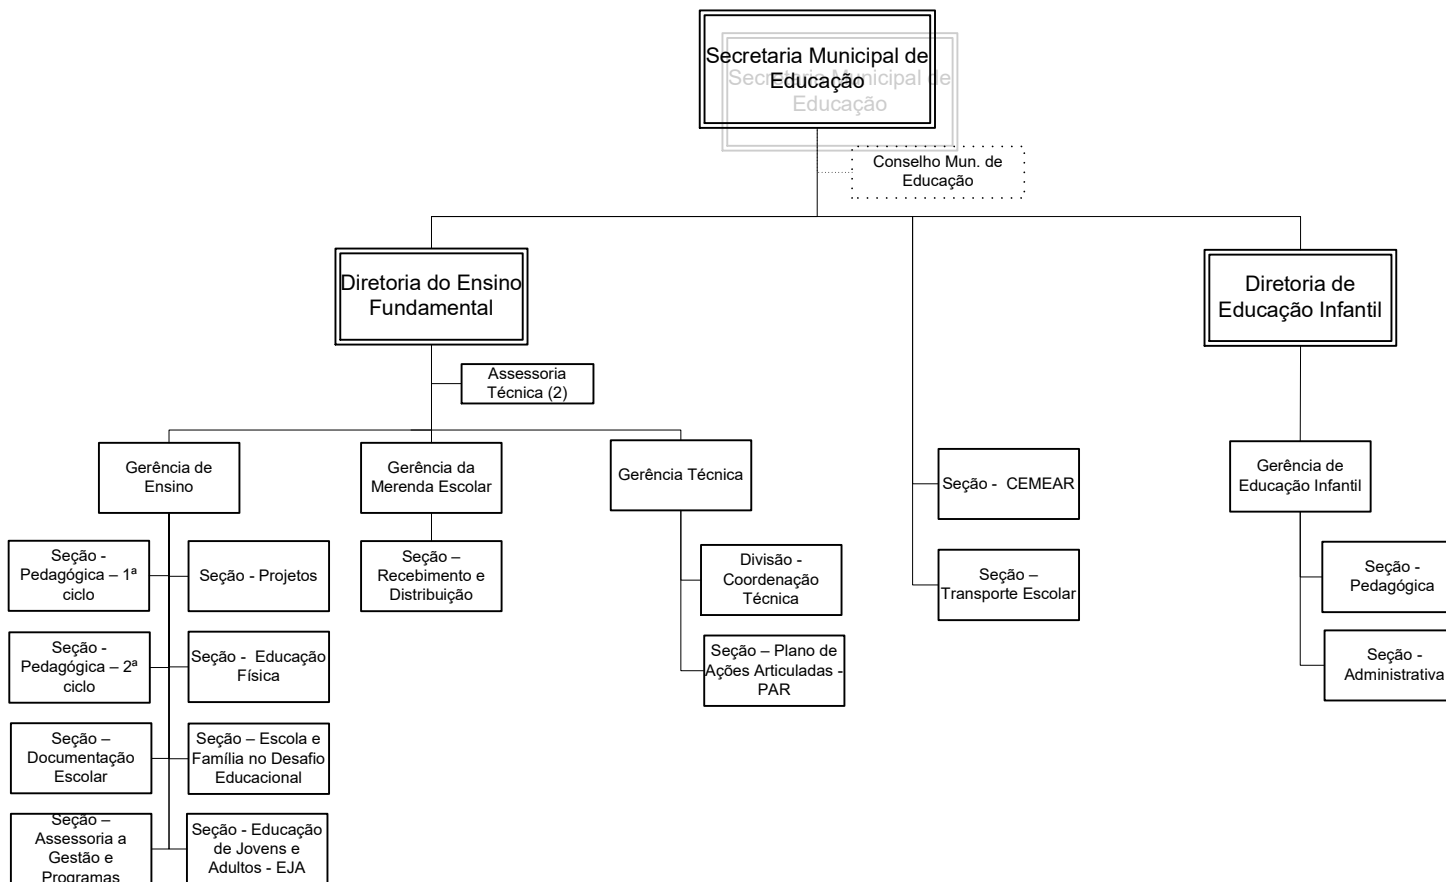 Secretaria Municipal de
Educação
Secretaria Municipal de
Educação
Conselho Mun. de
Educação
Diretoria do Ensino
Fundamental
Diretoria de
Educação Infantil
Assessoria
Técnica (2)
Gerência de
Ensino
Gerência da
Merenda Escolar
Gerência Técnica
Seção -  CEMEAR
Gerência de
Educação Infantil
Seção -
Pedagógica – 1ª
ciclo
Seção - Projetos
Seção –
Recebimento e
Distribuição
Divisão -
Coordenação
Técnica
Seção –
Transporte Escolar
Seção -
Pedagógica
Seção -
Pedagógica – 2ª
ciclo
Seção -  Educação
Física
Seção – Plano de
Ações Articuladas -
PAR
Seção -
Administrativa
Seção –
Documentação
Escolar
Seção – Escola e
Família no Desafio
Educacional
Seção –
Assessoria a
Gestão e
Programas
Seção - Educação
de Jovens e
Adultos - EJA